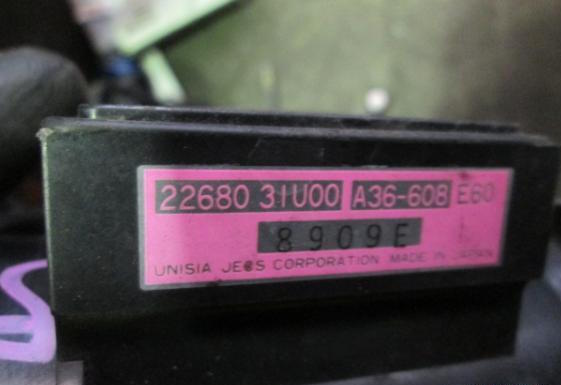 22680 31U00 A36-608 E60
8909E
UNISIA JECS CORPORATION MADE IN JAPAN